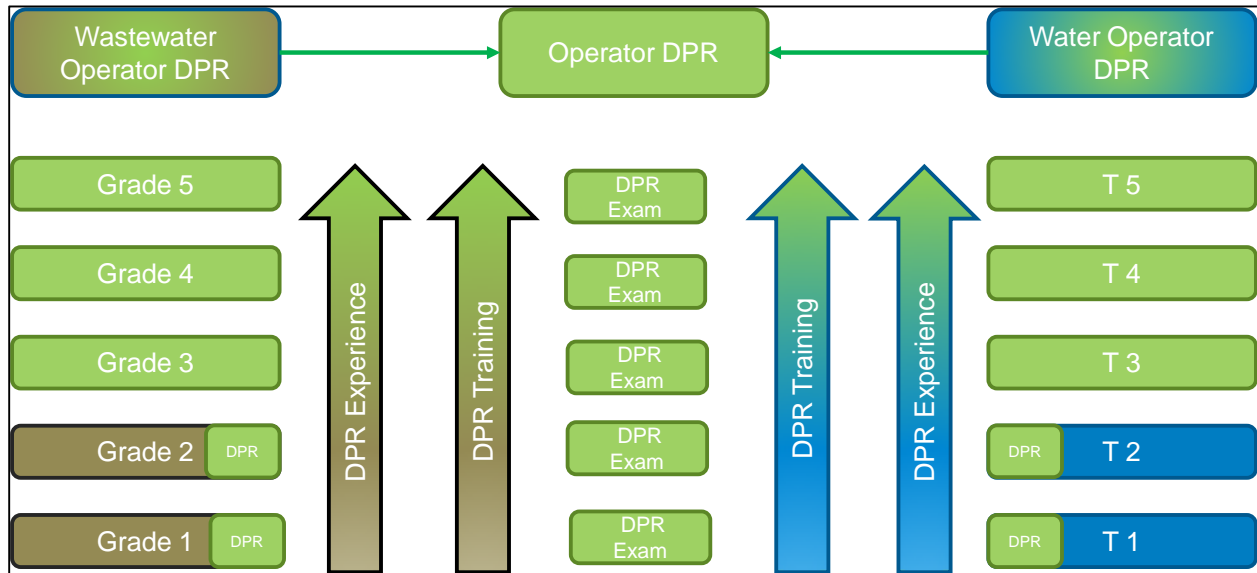 Wastewater
Operator DPR
Operator DPR
Water Operator
DPR
Grade 5
DPR
Exam
T 5
Grade 4
DPR
Exam
T 4
Grade 3
DPR
Exam
T 3
Grade 2
DPR
DPR
Exam
DPR
T 2
Grade 1
DPR
DPR
Exam
DPR
T 1
DPR Experience
DPR Training
DPR Training
DPR Experience